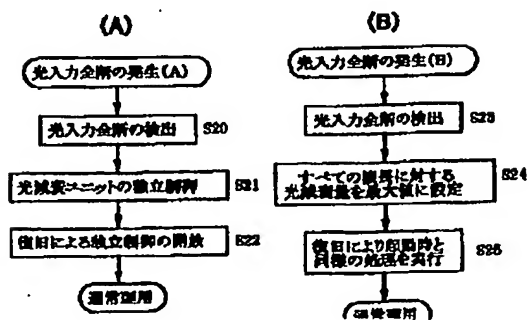 (A)
光入力全断の発生(A)
光入力全断の検出 S20
光減衰ユニットの独立制御 S21
復旧による独立制御の開放 S22
通常運用
(B)
光入力全断の発生(B)
光入力全断の検出 S23
すべての波長に対する
光減衰量を最大値に設定 S24
復旧により起動時と
同様の処理を実行 S25
通常運用